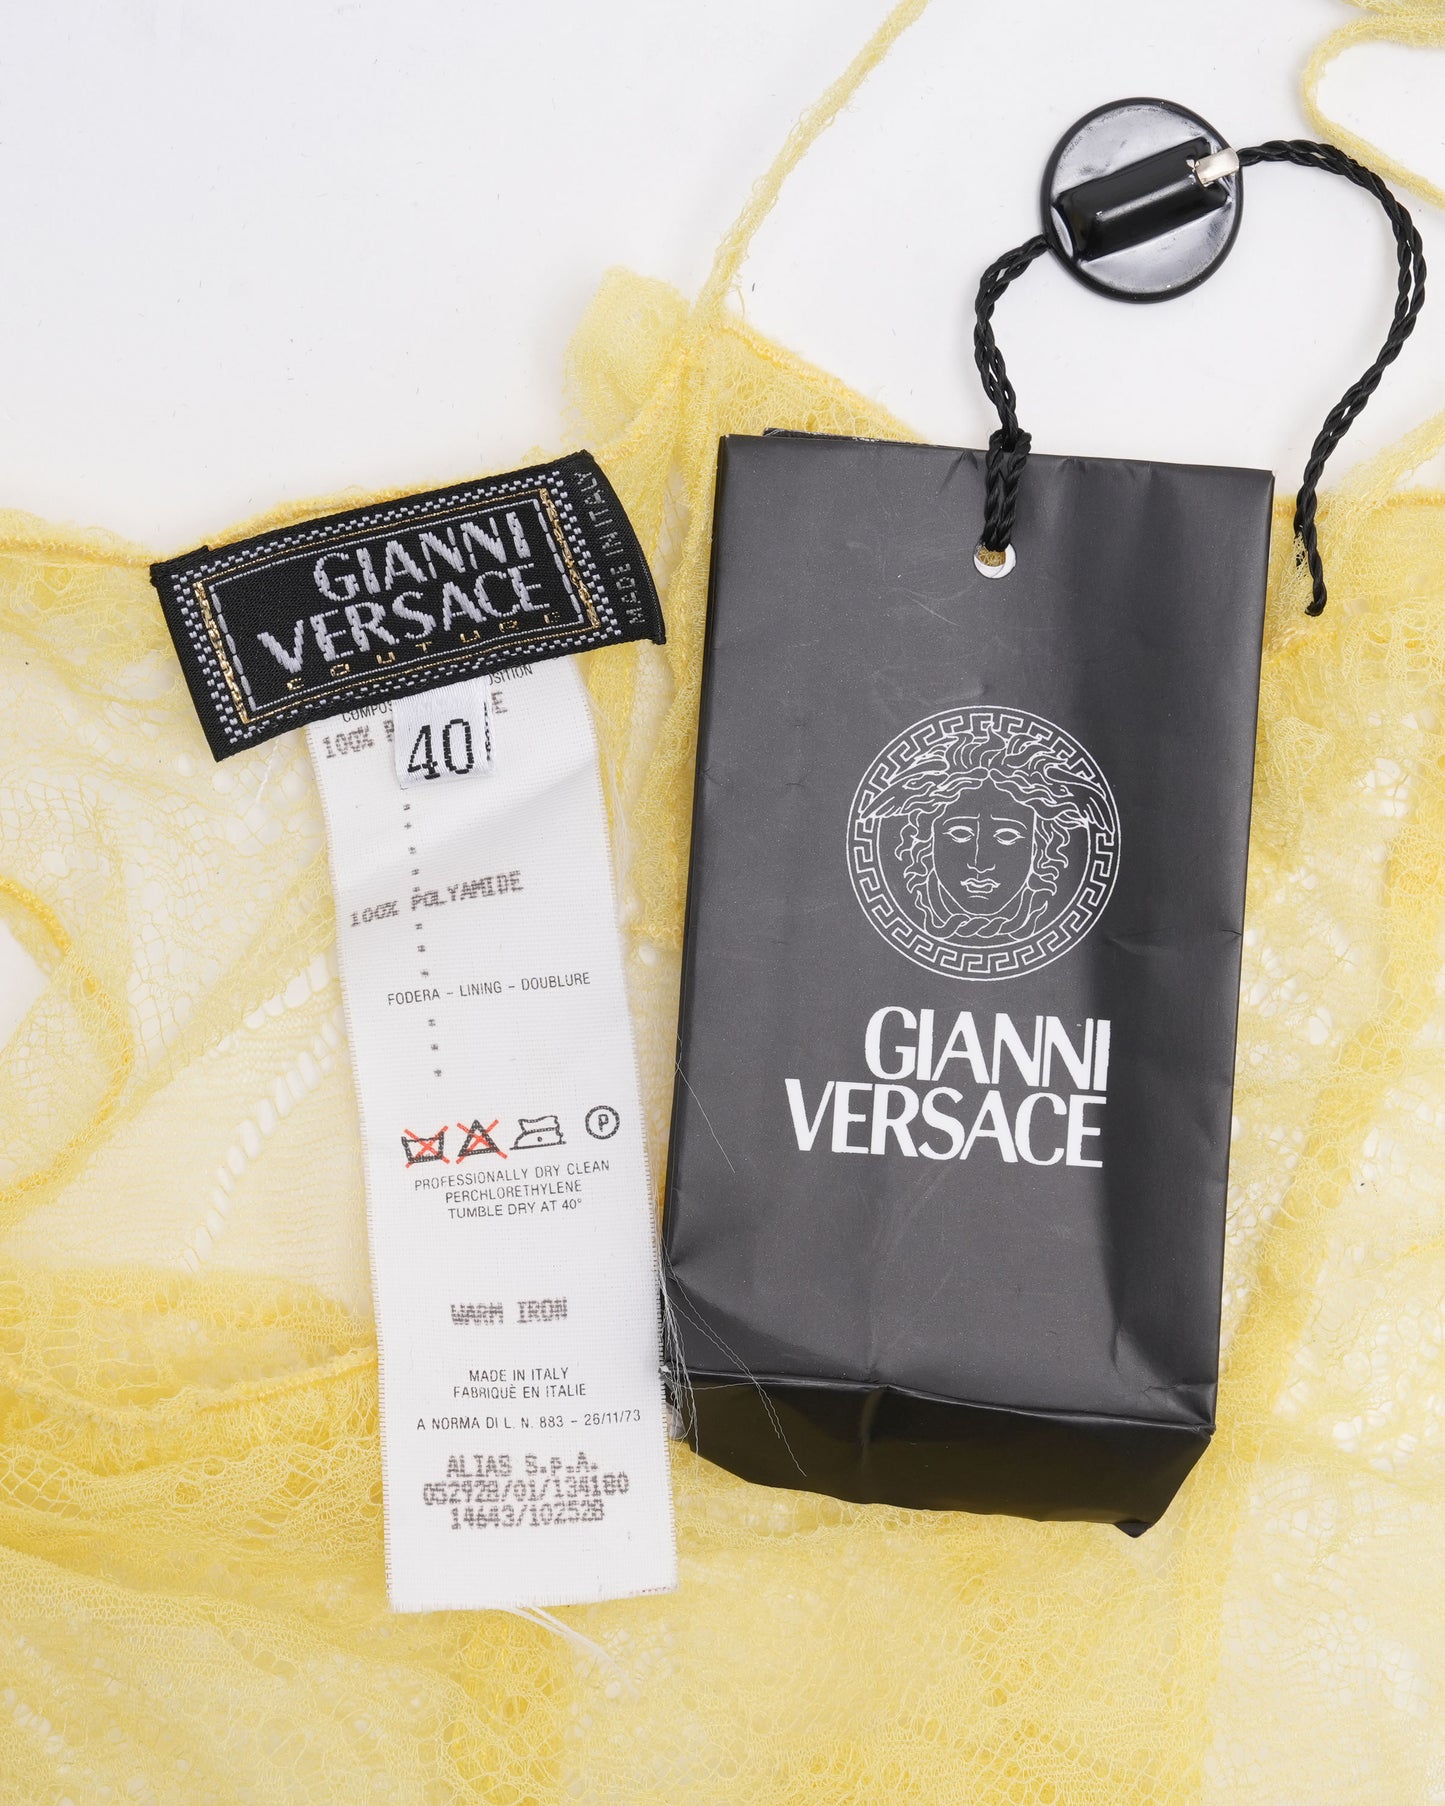 GIANNI
VERSACE
COUTURE
MADE IN ITALY
40
100%
100% POLYAMIDE
FODERA - LINING - DOUBLURE
P
PROFESSIONALLY DRY CLEAN
PERCHLORETHYLENE
TUMBLE DRY AT 40°
WARM IRON
MADE IN ITALY
FABRIQUÈ EN ITALIE
A NORMA DI L. N. 883 - 26/11/73
ALIAS S.p.A.
052928/01/134180
14643/102528
GIANNI
VERSACE